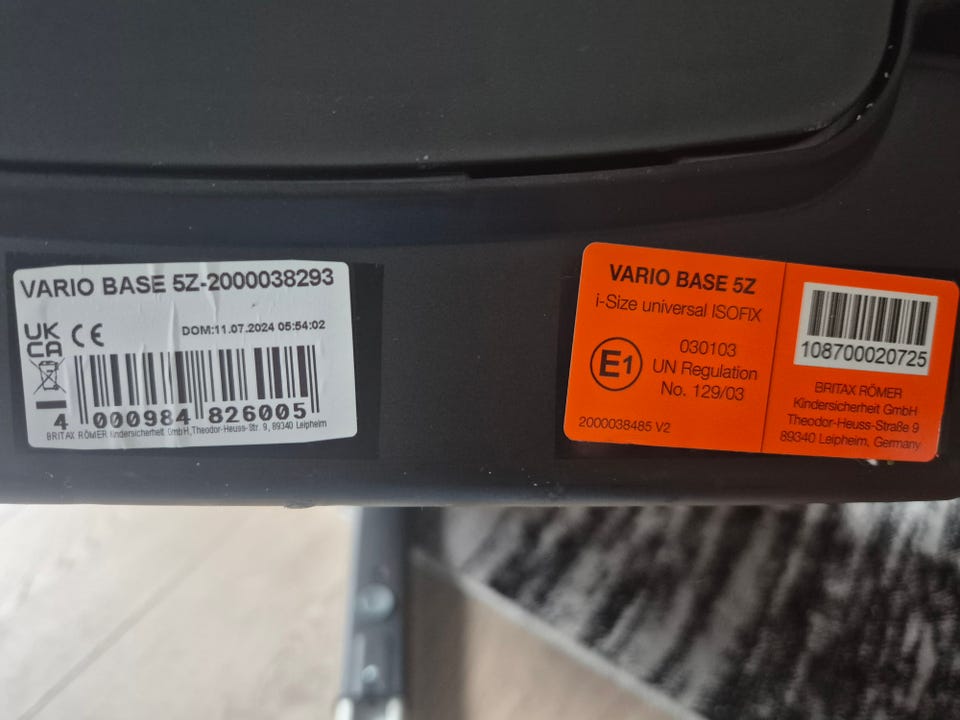 VARIO BASE 5Z-2000038293
UK
CA
CE
DOM:11.07.2024 05:54:02
4 000984 826005
BRITAX RÖMER Kindersicherheit GmbH, Theodor-Heuss-Str. 9, 89340 Leipheim
VARIO BASE 5Z
i-Size universal ISOFIX
E1
030103
UN Regulation
No. 129/03
2000038485 V2
108700020725
BRITAX RÖMER
Kindersicherheit GmbH
Theodor-Heuss-Straße 9
89340 Leipheim, Germany